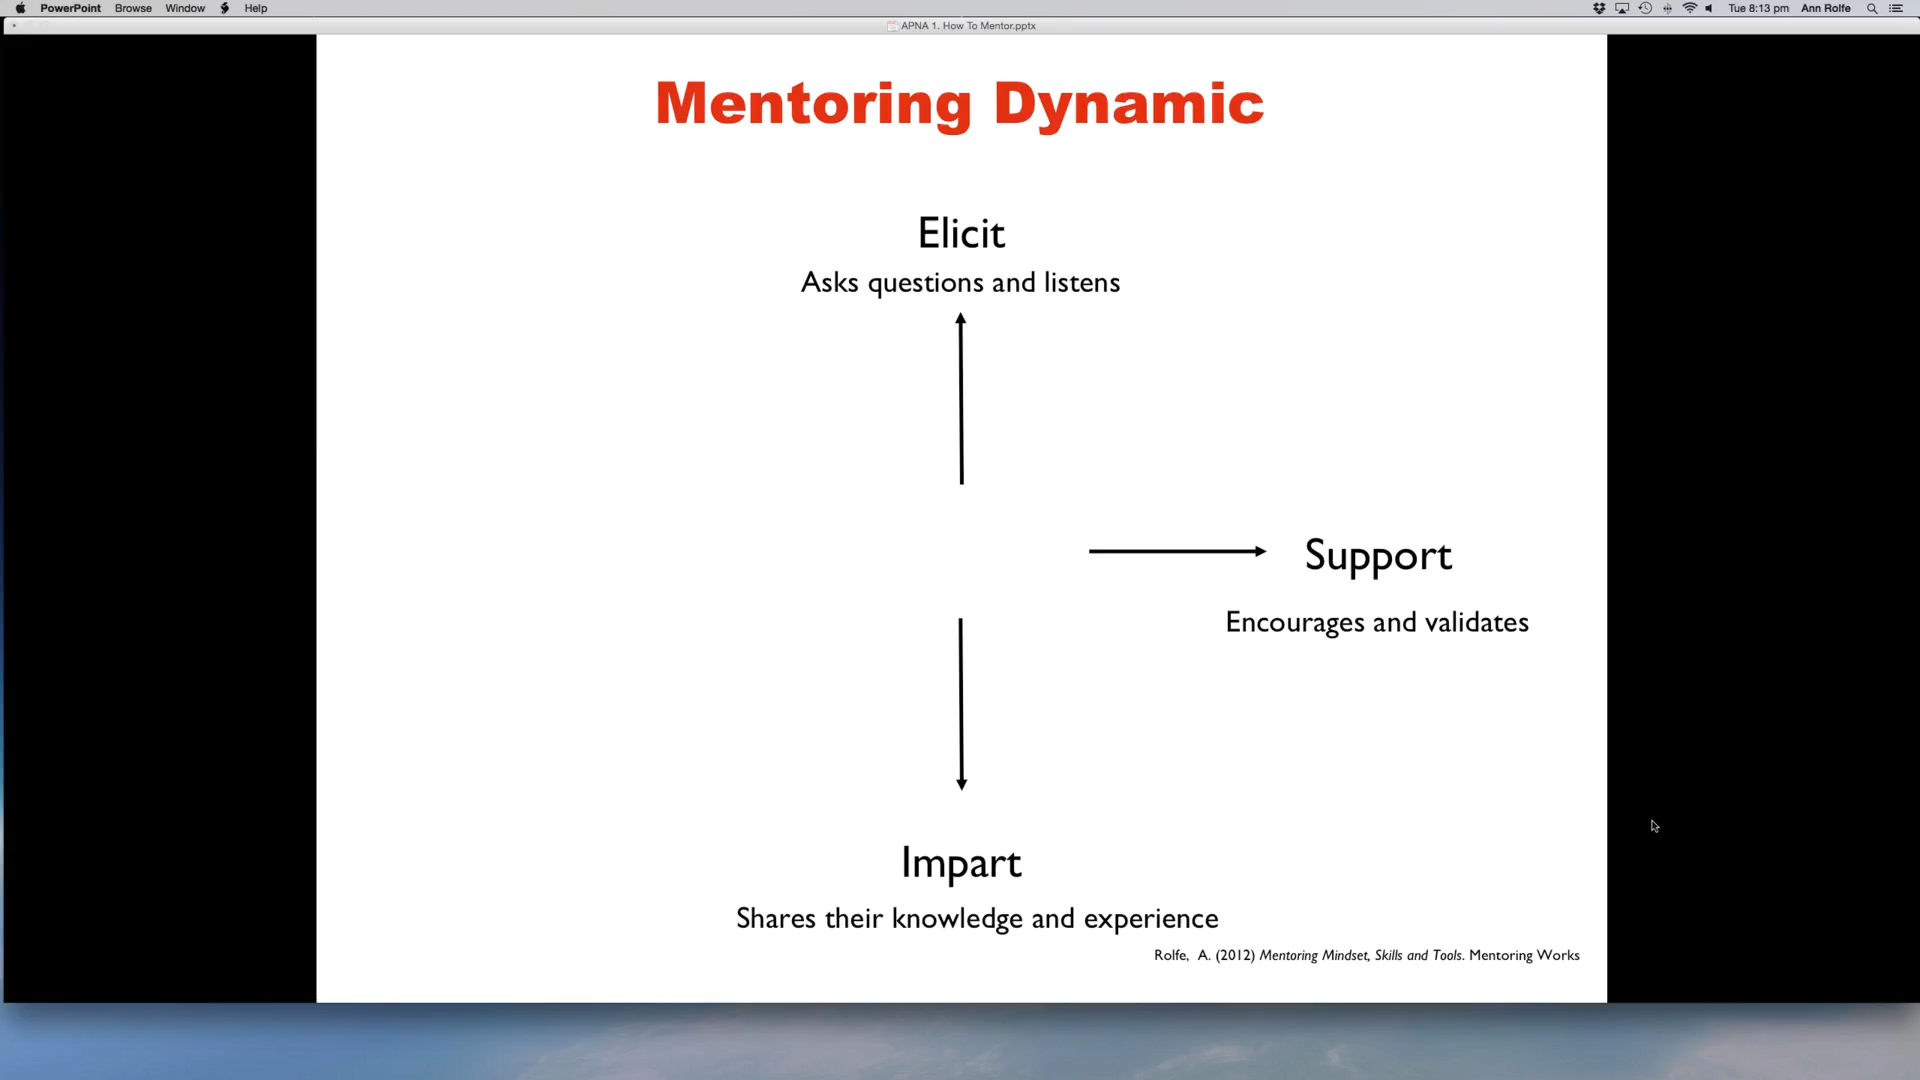 PowerPoint Browse Window Help Tue 8:13 pm Ann Rolfe
APNA 1. How To Mentor.pptx
Mentoring Dynamic
Elicit
Asks questions and listens
Support
Encourages and validates
Impart
Shares their knowledge and experience
Rolfe, A. (2012) Mentoring Mindset, Skills and Tools. Mentoring Works